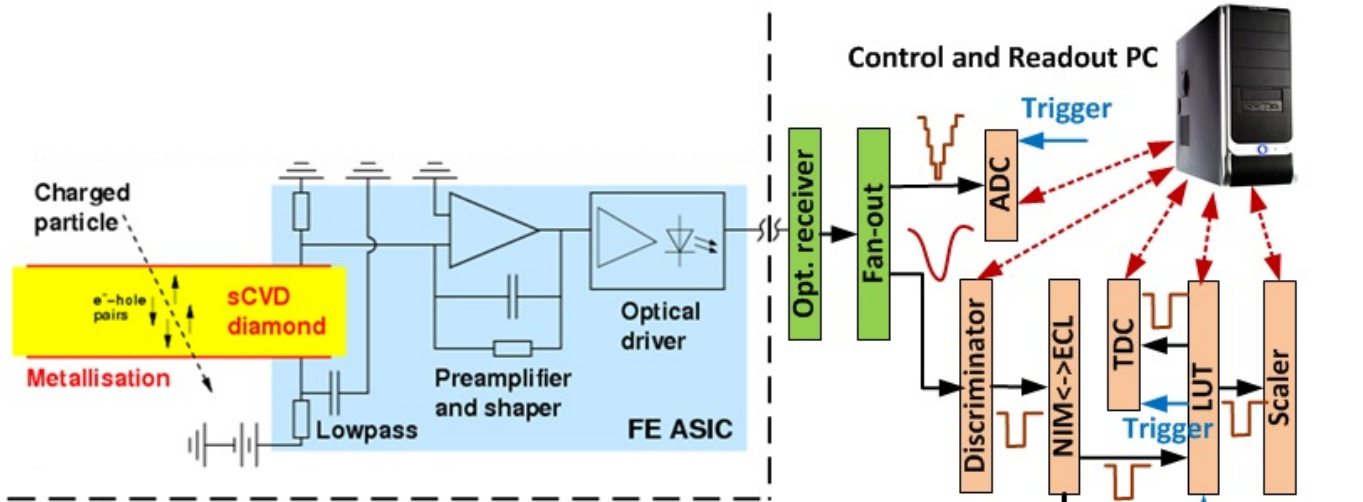 Control and Readout PC
Trigger
Charged
particle
e⁻-hole
pairs
sCVD
diamond
Metallisation
Lowpass
Preamplifier
and shaper
Optical
driver
FE ASIC
Opt. receiver
Fan-out
ADC
Discriminator
NIM<->ECL
TDC
Trigger
LUT
Scaler